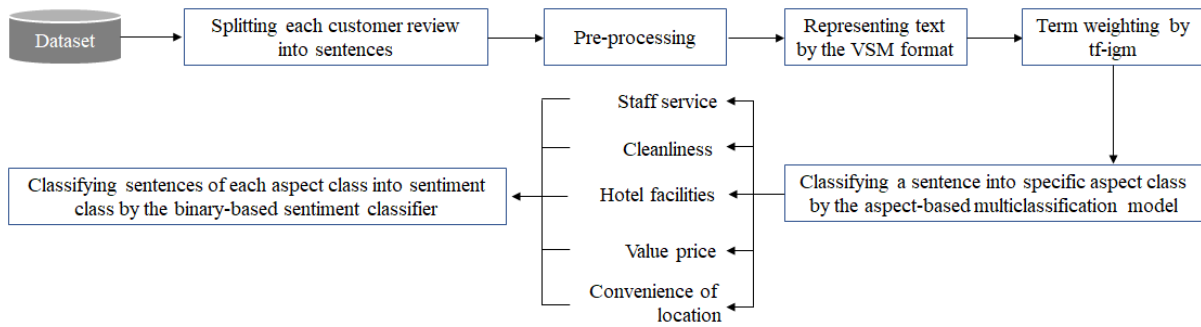 Dataset
Splitting each customer review
into sentences
Pre-processing
Representing text
by the VSM format
Term weighting by
tf-igm
Staff service
Cleanliness
Hotel facilities
Value price
Convenience of
location
Classifying a sentence into specific aspect class
by the aspect-based multiclassification model
Classifying sentences of each aspect class into sentiment
class by the binary-based sentiment classifier